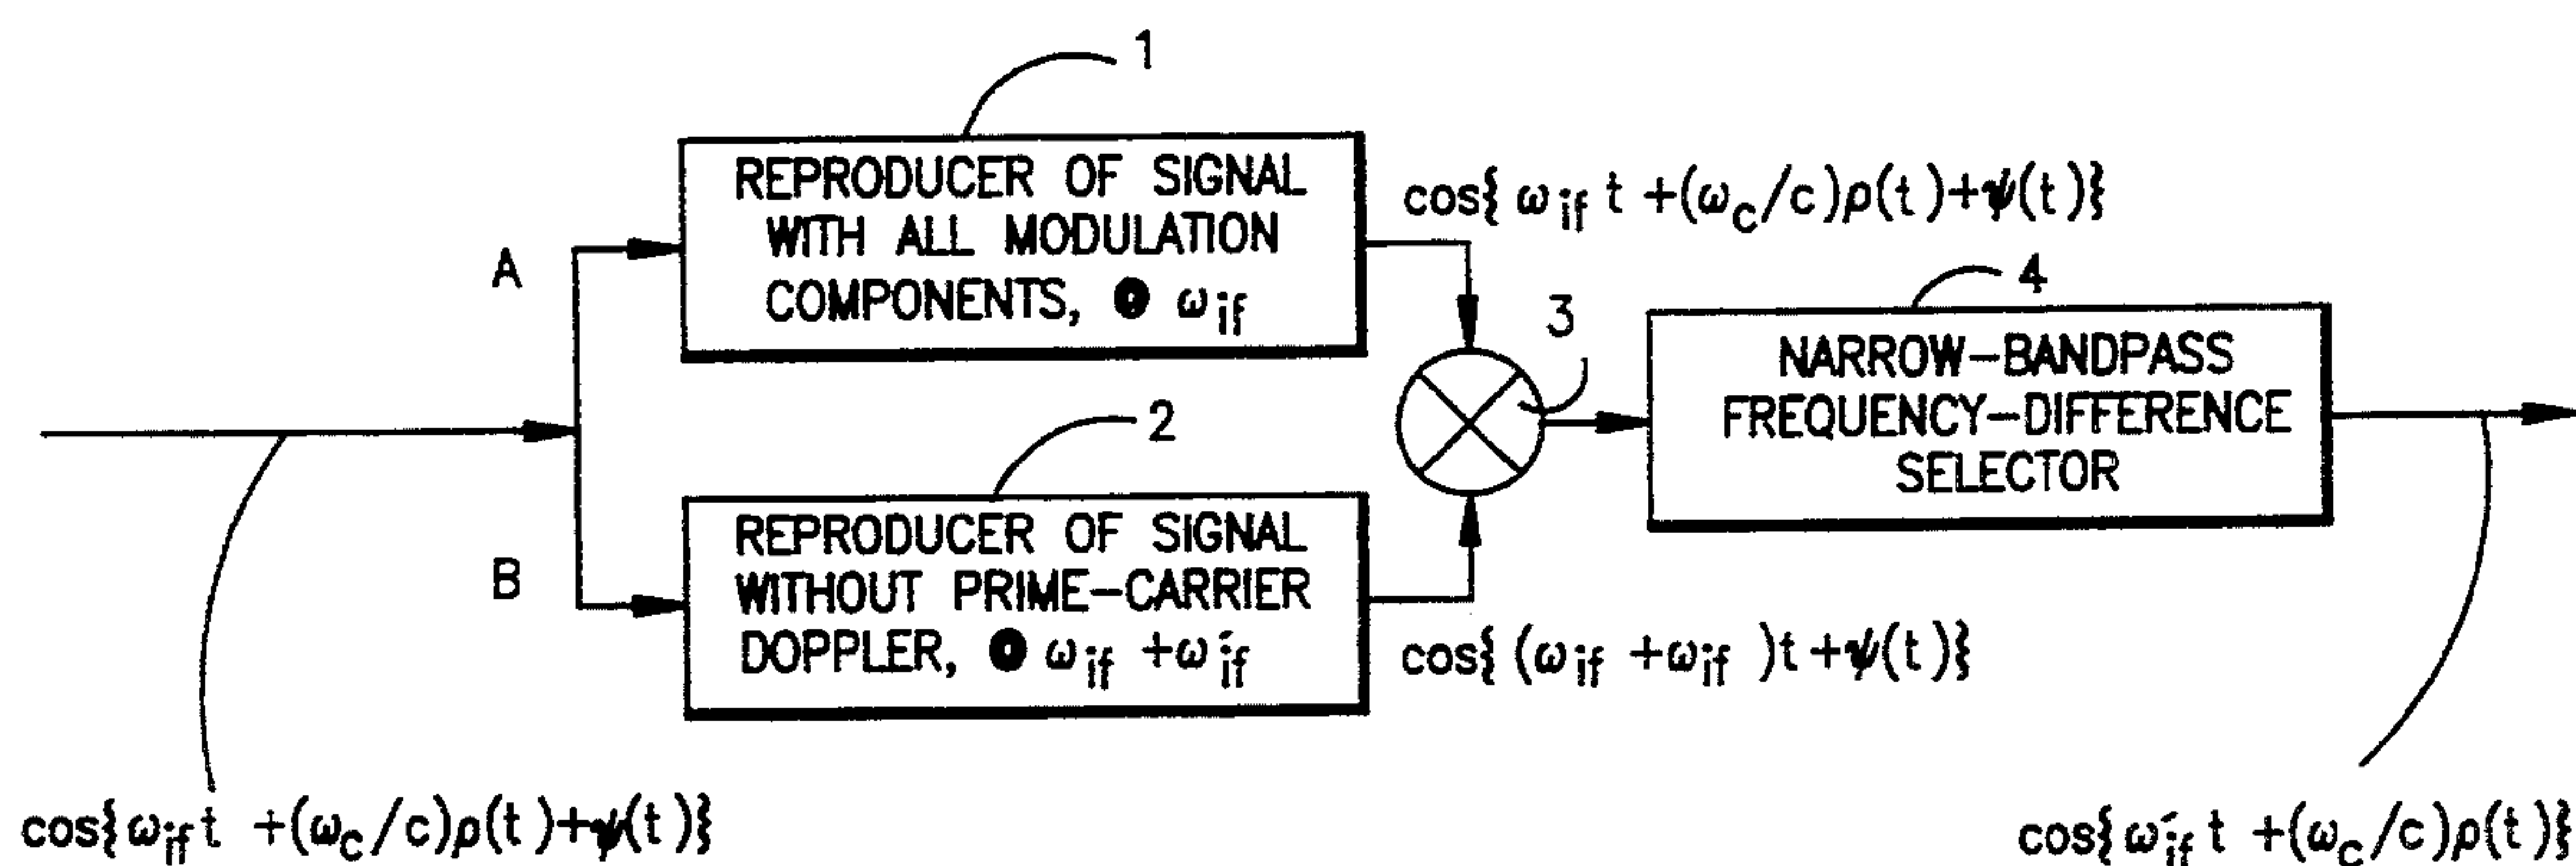 1
REPRODUCER OF SIGNAL
WITH ALL MODULATION
COMPONENTS, @ ω_if
cos{ ω_if t +(ω_c/c)ρ(t)+ψ(t)}
A
3
4
NARROW-BANDPASS
FREQUENCY-DIFFERENCE
SELECTOR
2
B
REPRODUCER OF SIGNAL
WITHOUT PRIME-CARRIER
DOPPLER, @ ω_if +ω′_if
cos{ (ω_if +ω_if )t+ψ(t)}
cos{ω_if t +(ω_c/c)ρ(t)+ψ(t)}
cos{ω′_if t +(ω_c/c)ρ(t)}